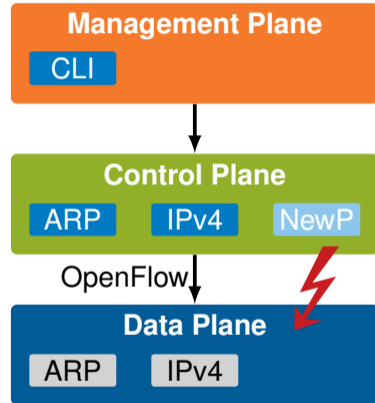 Management Plane
CLI
Control Plane
ARP IPv4 NewP
OpenFlow
Data Plane
ARP IPv4